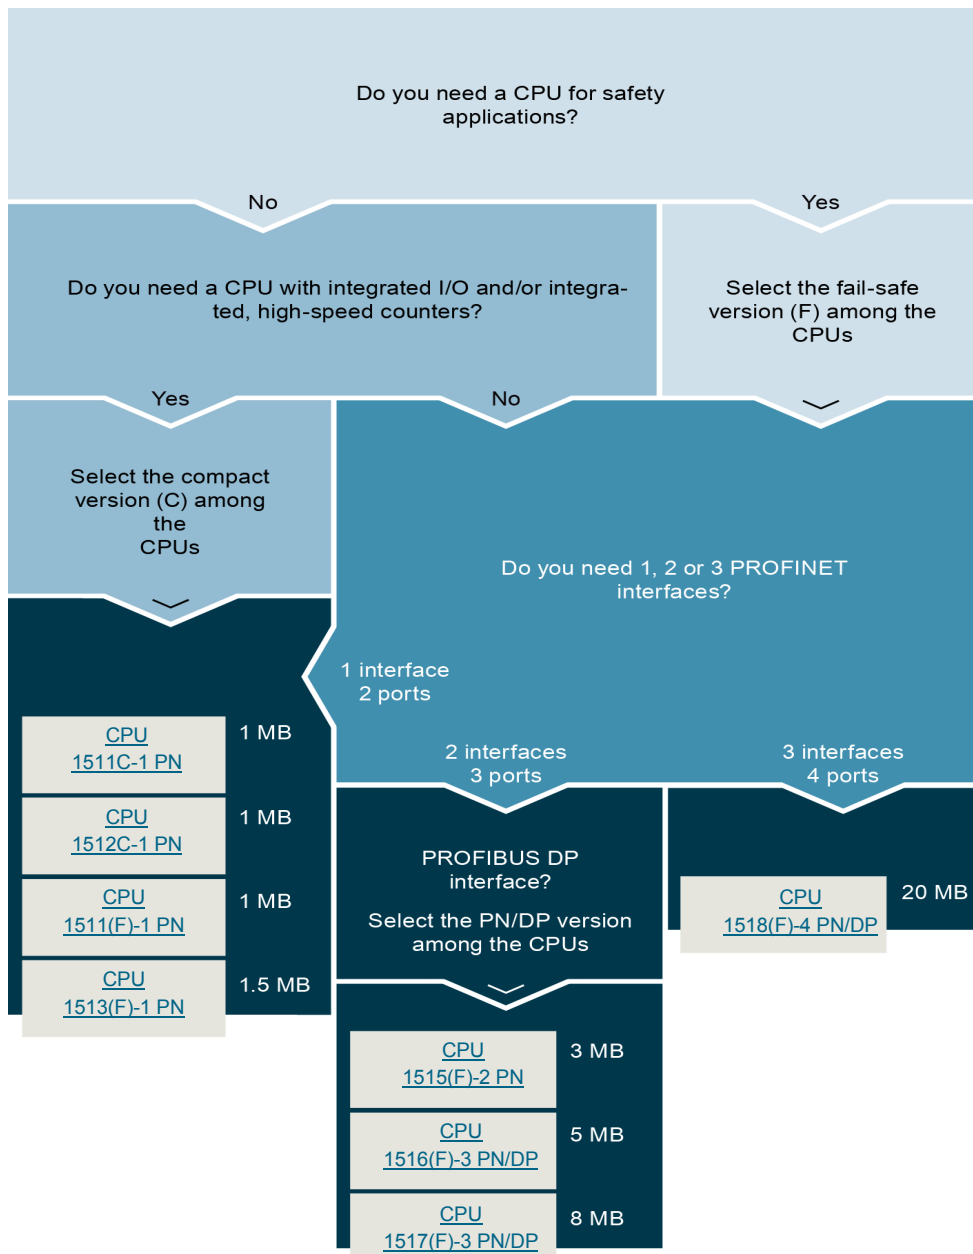 Do you need a CPU for safety
applications?
No
Yes
Do you need a CPU with integrated I/O and/or integra-
ted, high-speed counters?
Select the fail-safe
version (F) among the
CPUs
Yes
No
Select the compact
version (C) among
the
CPUs
Do you need 1, 2 or 3 PROFINET
interfaces?
1 interface
2 ports
2 interfaces
3 ports
3 interfaces
4 ports
CPU
1511C-1 PN
1 MB
CPU
1512C-1 PN
1 MB
CPU
1511(F)-1 PN
1 MB
CPU
1513(F)-1 PN
1.5 MB
PROFIBUS DP
interface?
Select the PN/DP version
among the CPUs
CPU
1515(F)-2 PN
3 MB
CPU
1516(F)-3 PN/DP
5 MB
CPU
1517(F)-3 PN/DP
8 MB
CPU
1518(F)-4 PN/DP
20 MB